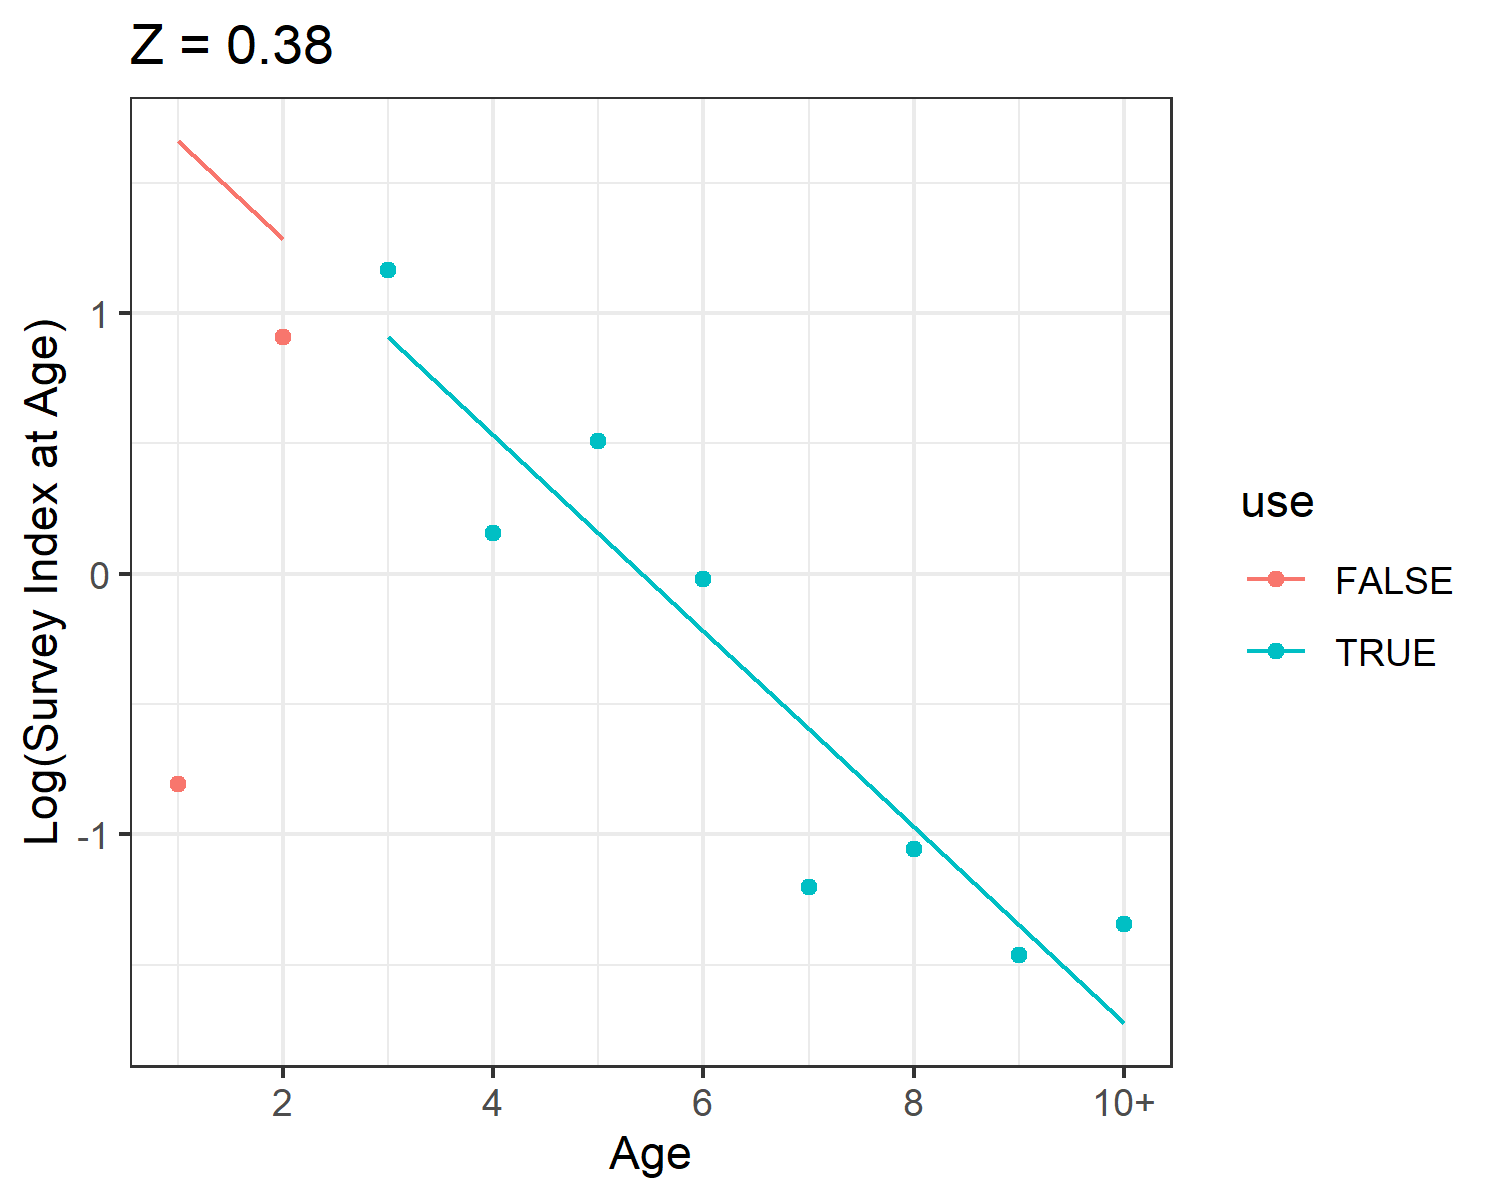 Z = 0.38
Log(Survey Index at Age)
1
0
-1
2
4
6
8
10+
Age
use
FALSE
TRUE